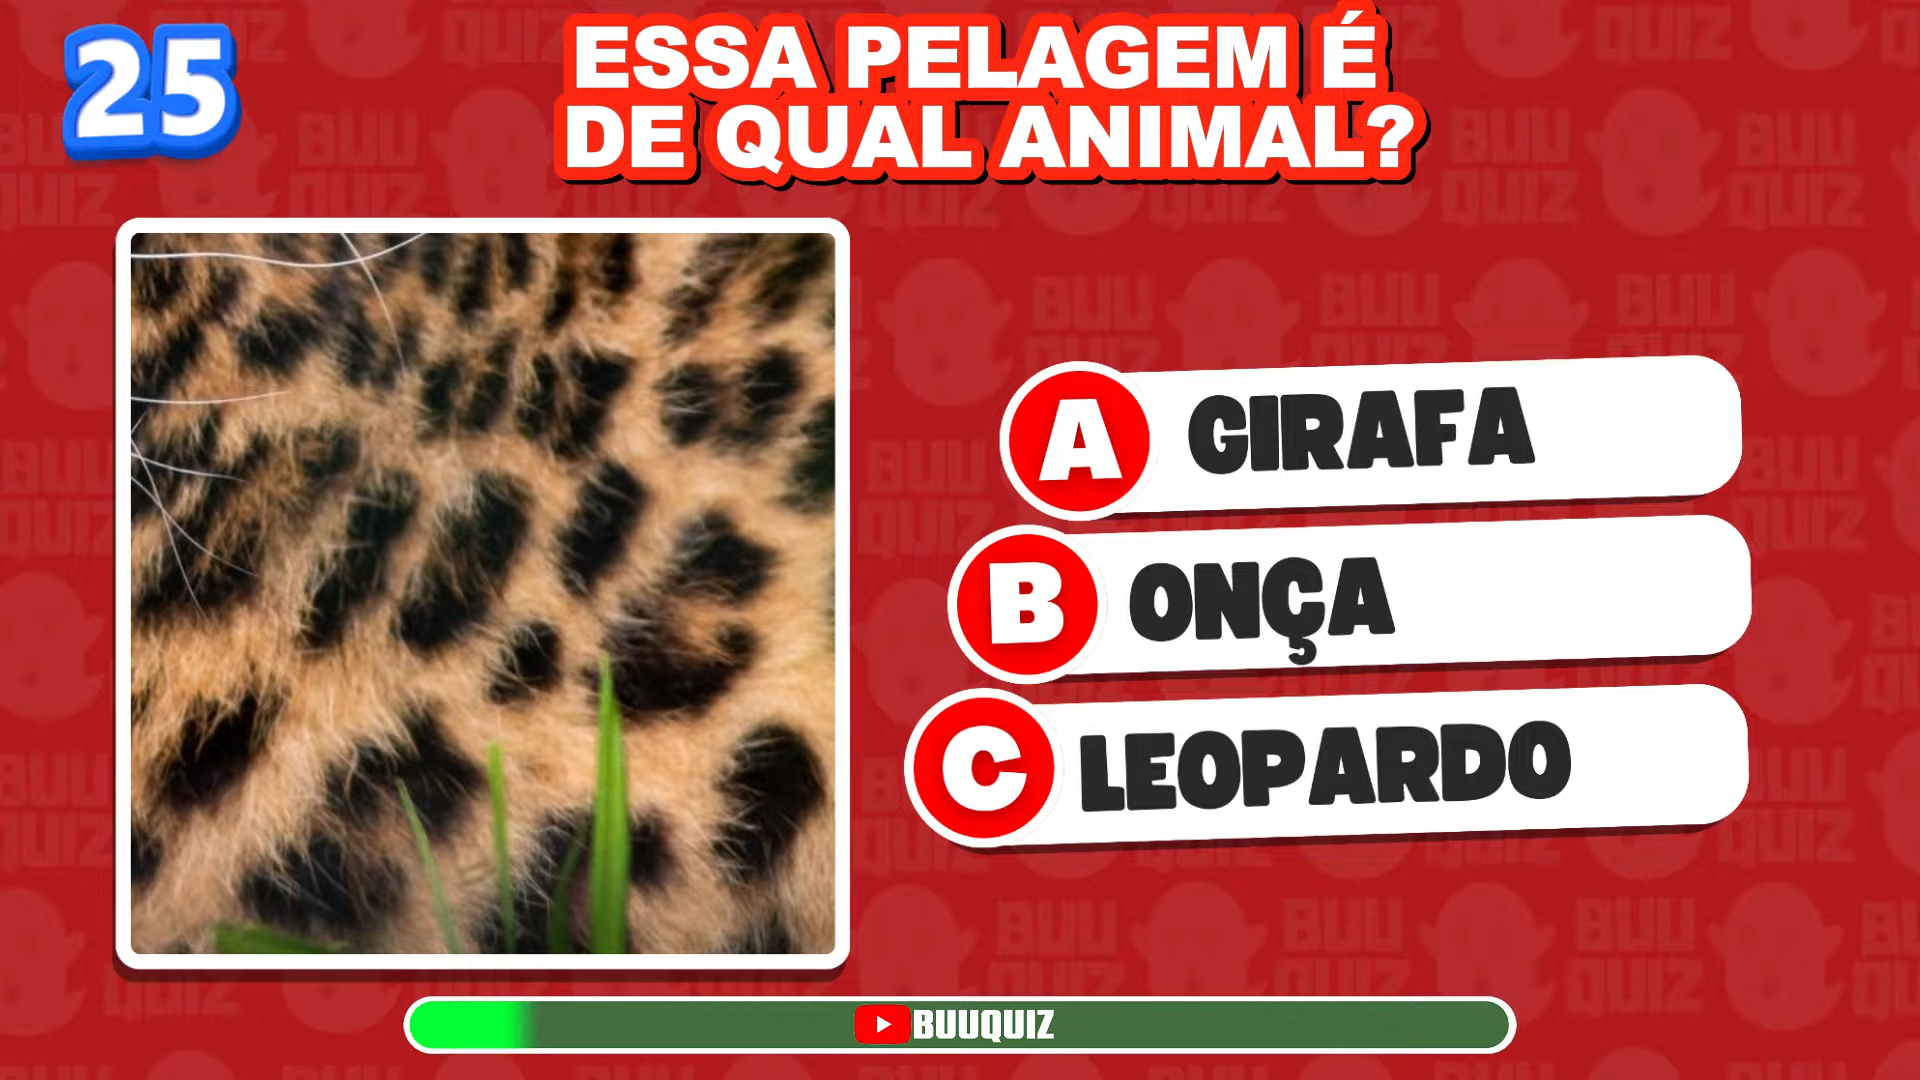 25
ESSA PELAGEM É
DE QUAL ANIMAL?
A GIRAFA
B ONÇA
C LEOPARDO
BUUQUIZ